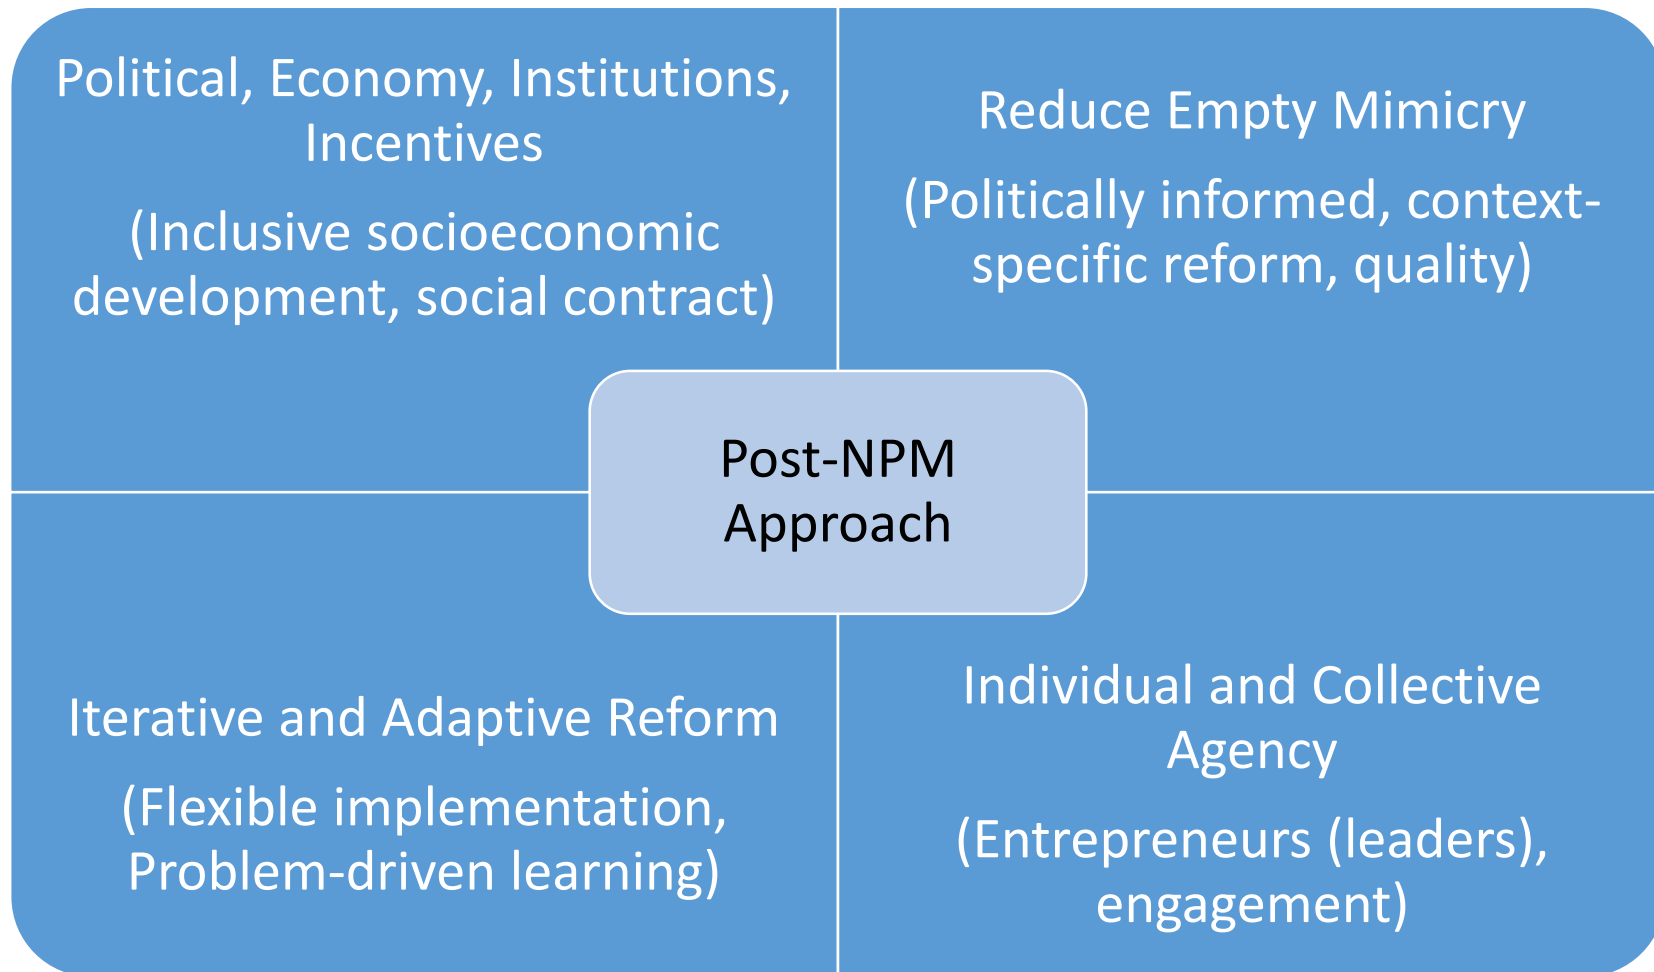 Political, Economy, Institutions,
Incentives
(Inclusive socioeconomic
development, social contract)
Reduce Empty Mimicry
(Politically informed, context-
specific reform, quality)
Post-NPM
Approach
Iterative and Adaptive Reform
(Flexible implementation,
Problem-driven learning)
Individual and Collective
Agency
(Entrepreneurs (leaders),
engagement)